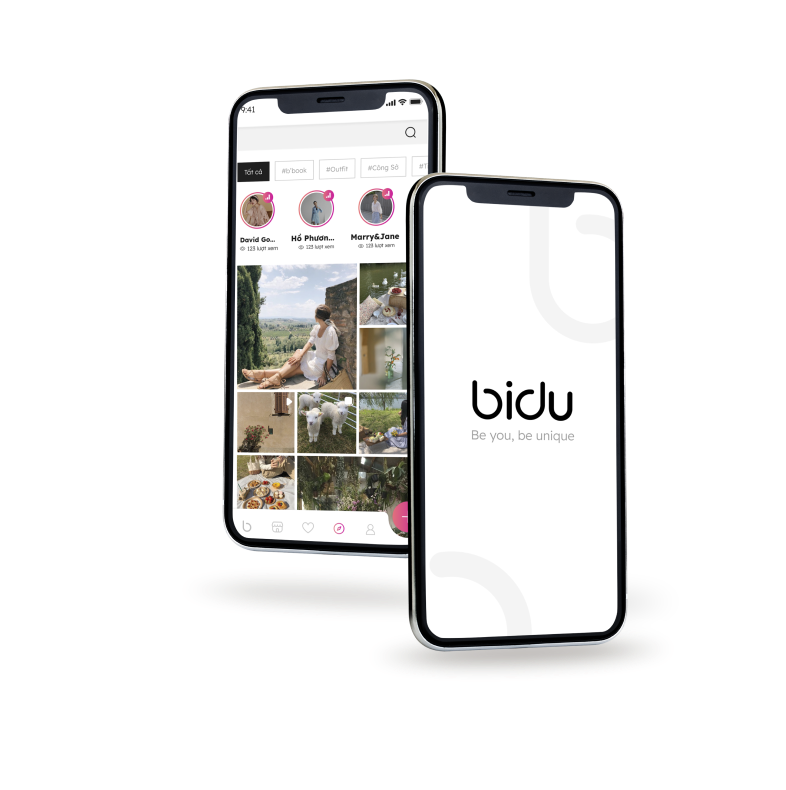 9:41
Tất cả
#b'book
#Outfit
#Công Sở
David Go...
Hồ Phươn...
Marry&Jane
123 lượt xem
123 lượt xem
123 lượt xem
bidu
Be you, be unique